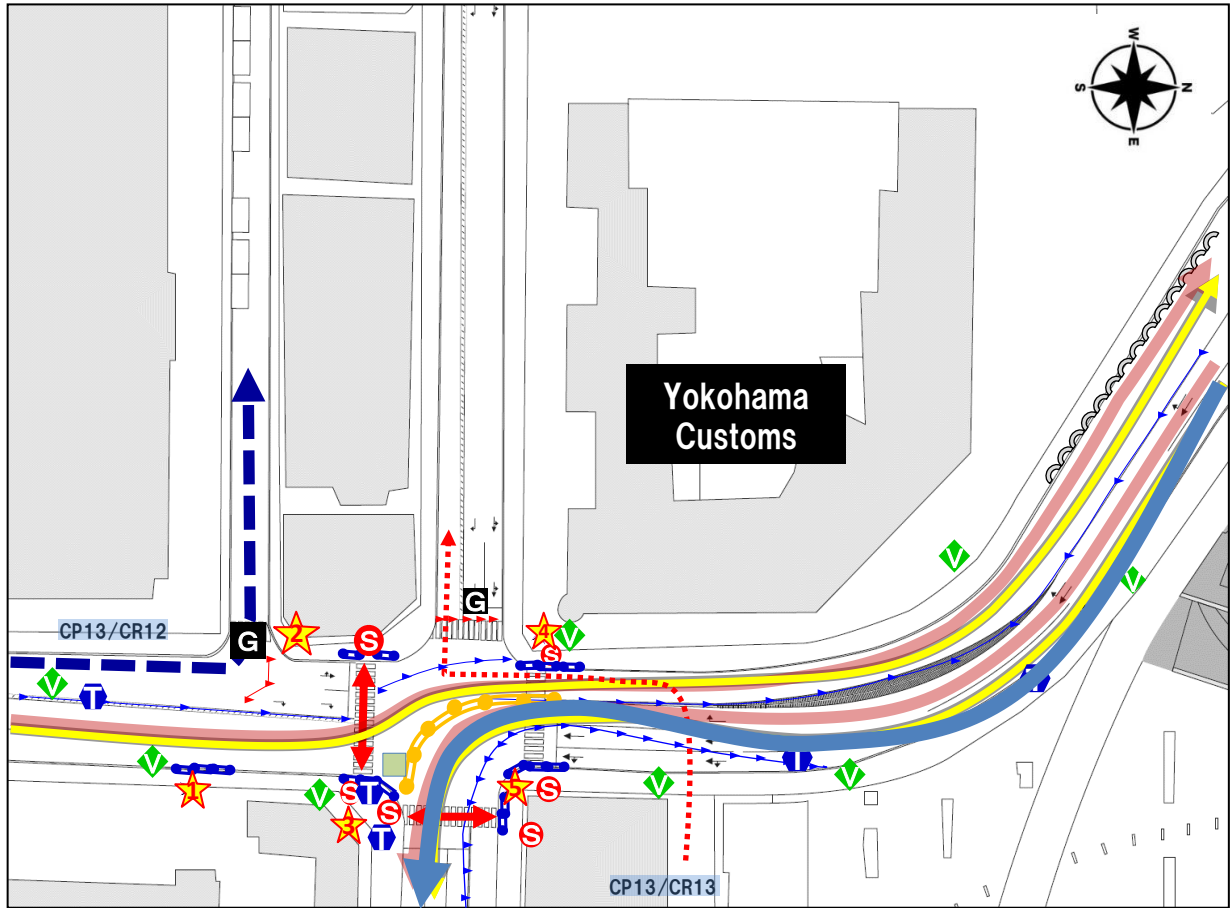 W
S
N
E
Yokohama
Customs
V
V
G
4
V
CP13/CR12
G
2
S
S
V
T
T
V
T
V
V
1
S
T
5
S
V
3
S
T
S
CP13/CR13